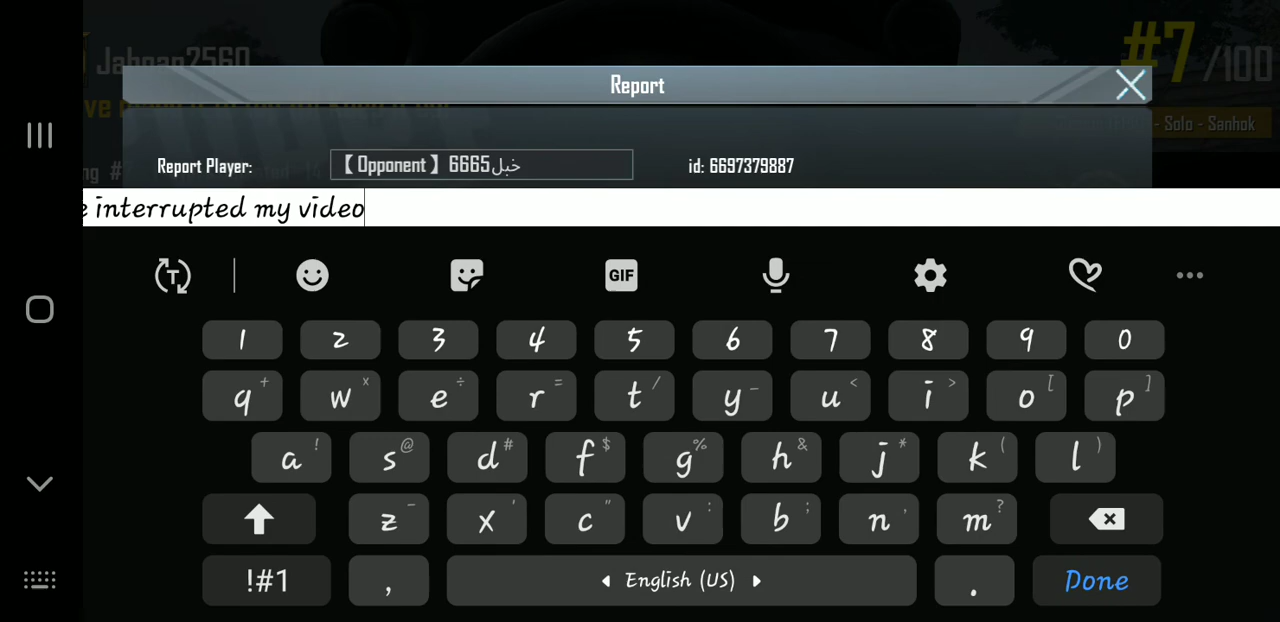 Jahnan2560
#7/100
Report
- Solo - Sanhok
Report Player:
【 Opponent 】6665خبل
id: 6697379887
interrupted my video
T
GIF
1 2 3 4 5 6 7 8 9 0
q + w × e ÷ r = t / y _ u < i > o [ p ]
a ! s @ d # f $ g % h & j * k ( l )
z - x ' c " v : b ; n , m ?
!#1 , English (US) . Done